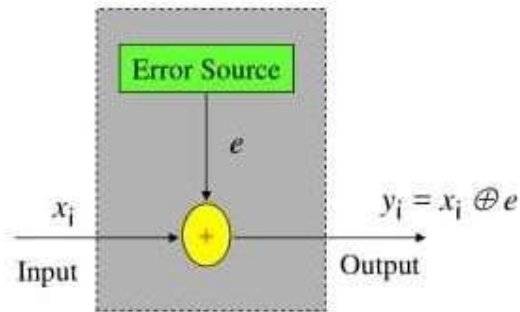 Error Source
e
xi
+
yi = xi ⊕ e
Input
Output